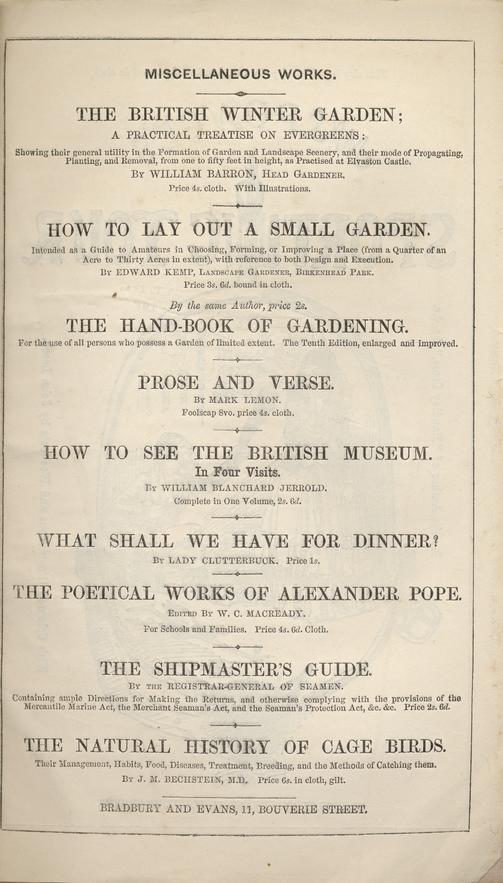 MISCELLANEOUS WORKS.
THE BRITISH WINTER GARDEN;
A PRACTICAL TREATISE ON EVERGREENS:
Showing their general utility in the Formation of Garden and Landscape Scenery, and their mode of Propagating,
Planting, and Removal, from one to fifty feet in height, as Practised at Elvaston Castle.
By WILLIAM BARRON, Head Gardener.
Price 4s. cloth. With Illustrations.
HOW TO LAY OUT A SMALL GARDEN.
Intended as a Guide to Amateurs in Choosing, Forming, or Improving a Place (from a Quarter of an
Acre to Thirty Acres in extent), with reference to both Design and Execution.
By EDWARD KEMP, Landscape Gardener, Birkenhead Park.
Price 3s. 6d. bound in cloth.
By the same Author, price 2s.
THE HAND-BOOK OF GARDENING.
For the use of all persons who possess a Garden of limited extent. The Tenth Edition, enlarged and improved.
PROSE AND VERSE.
By MARK LEMON.
Foolscap 8vo. price 4s. cloth.
HOW TO SEE THE BRITISH MUSEUM.
In Four Visits.
By WILLIAM BLANCHARD JERROLD.
Complete in One Volume, 2s. 6d.
WHAT SHALL WE HAVE FOR DINNER?
By LADY CLUTTERBUCK. Price 1s.
THE POETICAL WORKS OF ALEXANDER POPE.
Edited By W. C. MACREADY.
For Schools and Families. Price 4s. 6d. Cloth.
THE SHIPMASTER'S GUIDE.
By the REGISTRAR-GENERAL OF SEAMEN.
Containing ample Directions for Making the Returns, and otherwise complying with the provisions of the
Mercantile Marine Act, the Merchant Seaman's Act, and the Seaman's Protection Act, &c. &c. Price 2s. 6d.
THE NATURAL HISTORY OF CAGE BIRDS.
Their Management, Habits, Food, Diseases, Treatment, Breeding, and the Methods of Catching them.
By J. M. BECHSTEIN, M.D. Price 6s. in cloth, gilt.
BRADBURY AND EVANS, 11, BOUVERIE STREET.